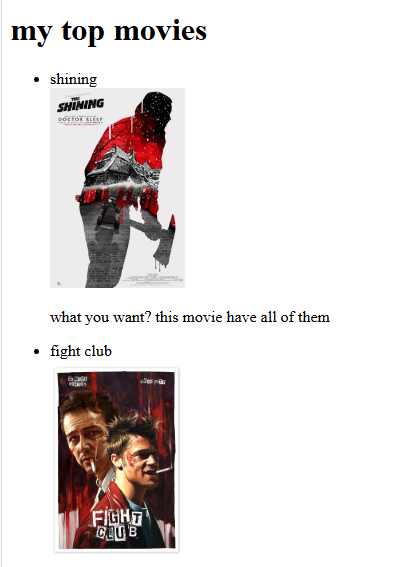 my top movies
shining
THE
SHINING
DOCTOR SLEEP
what you want? this movie have all of them
fight club
FIGHT
CLUB